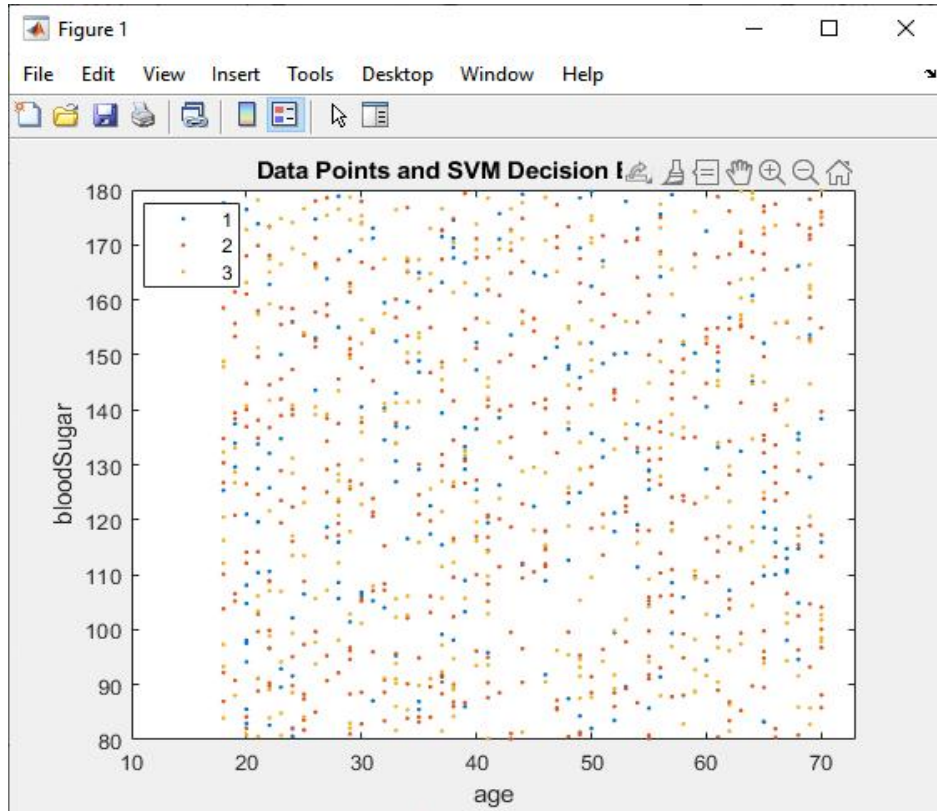 Figure 1
File Edit View Insert Tools Desktop Window Help
Data Points and SVM Decision
1
2
3
180
170
160
150
140
130
120
110
100
90
80
bloodSugar
10 20 30 40 50 60 70
age